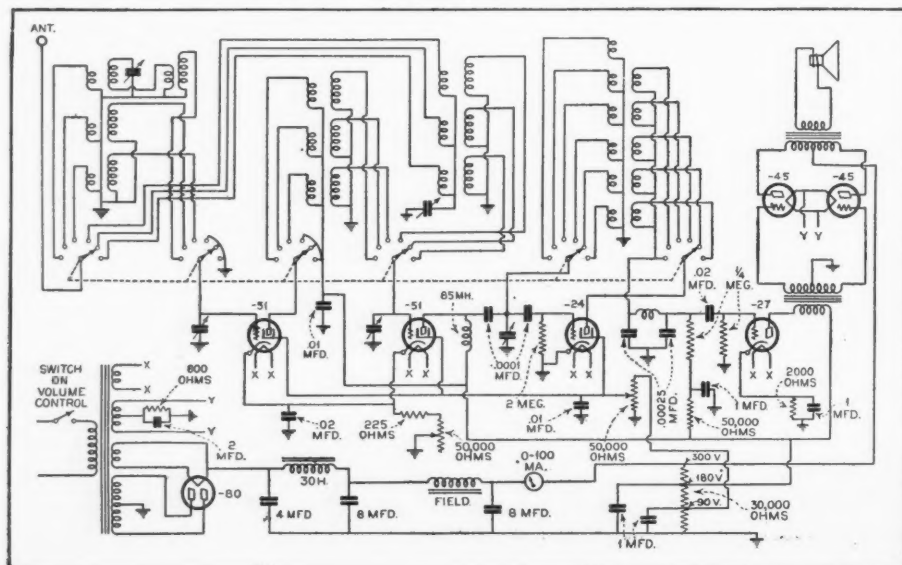 ANT.
-45
-45
Y Y
-51
.01
MFD.
-51
85MH.
.0001
MFD.
-24
.02
MFD.
1/4
MEG.
-27
SWITCH
ON
VOLUME
CONTROL
800
OHMS
X
X
Y
Y
2
MFD.
X X
.02
MFD.
X X
225
OHMS
50,000
OHMS
2 MEG.
X X
.01
MFD.
50,000
OHMS
.00025
MFD.
1 MFD.
50,000
OHMS
X X
2000
OHMS
1
MFD.
-80
30H.
4 MFD
8 MFD.
FIELD
0-100
MA.
8 MFD.
1 MFD.
300 V.
180V.
90V.
30,000
OHMS